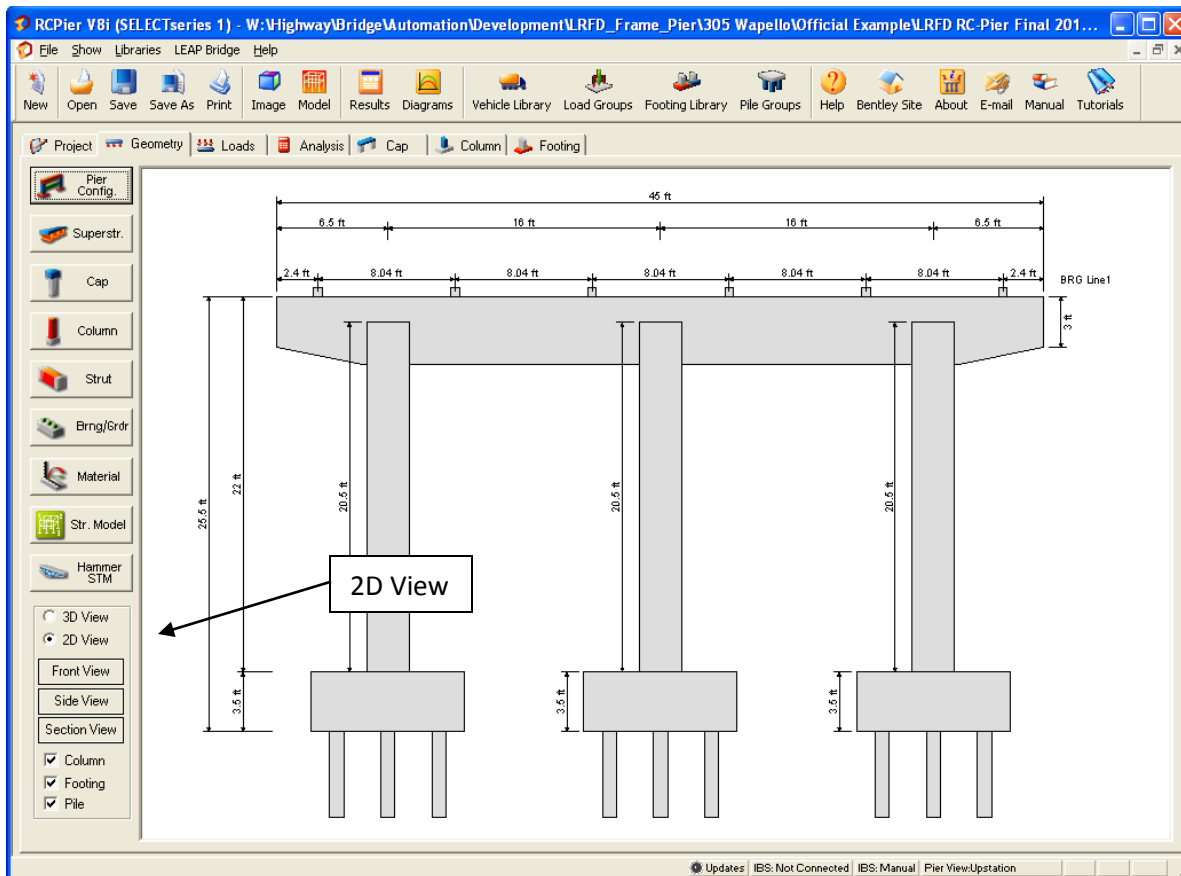 RCPier V8i (SELECTseries 1) - W:\Highway\Bridge\Automation\Development\LRFD_Frame_Pier\305 Wapello\Official Example\LRFD RC-Pier Final 201...
File Show Libraries LEAP Bridge Help
New Open Save Save As Print Image Model Results Diagrams Vehicle Library Load Groups Footing Library Pile Groups Help Bentley Site About E-mail Manual Tutorials
Project Geometry Loads Analysis Cap Column Footing
Pier Config.
Superstr.
Cap
Column
Strut
Brng/Grdr
Material
Str. Model
Hammer STM
3D View
2D View
Front View
Side View
Section View
Column
Footing
Pile
45 ft
6.5 ft 16 ft 16 ft 6.5 ft
2.4 ft 8.04 ft 8.04 ft 8.04 ft 8.04 ft 8.04 ft 2.4 ft BRG Line1
3 ft
25.5 ft 22 ft 20.5 ft 20.5 ft 20.5 ft
2D View
3.5 ft 3.5 ft 3.5 ft
Updates IBS: Not Connected IBS: Manual Pier View:Upstation